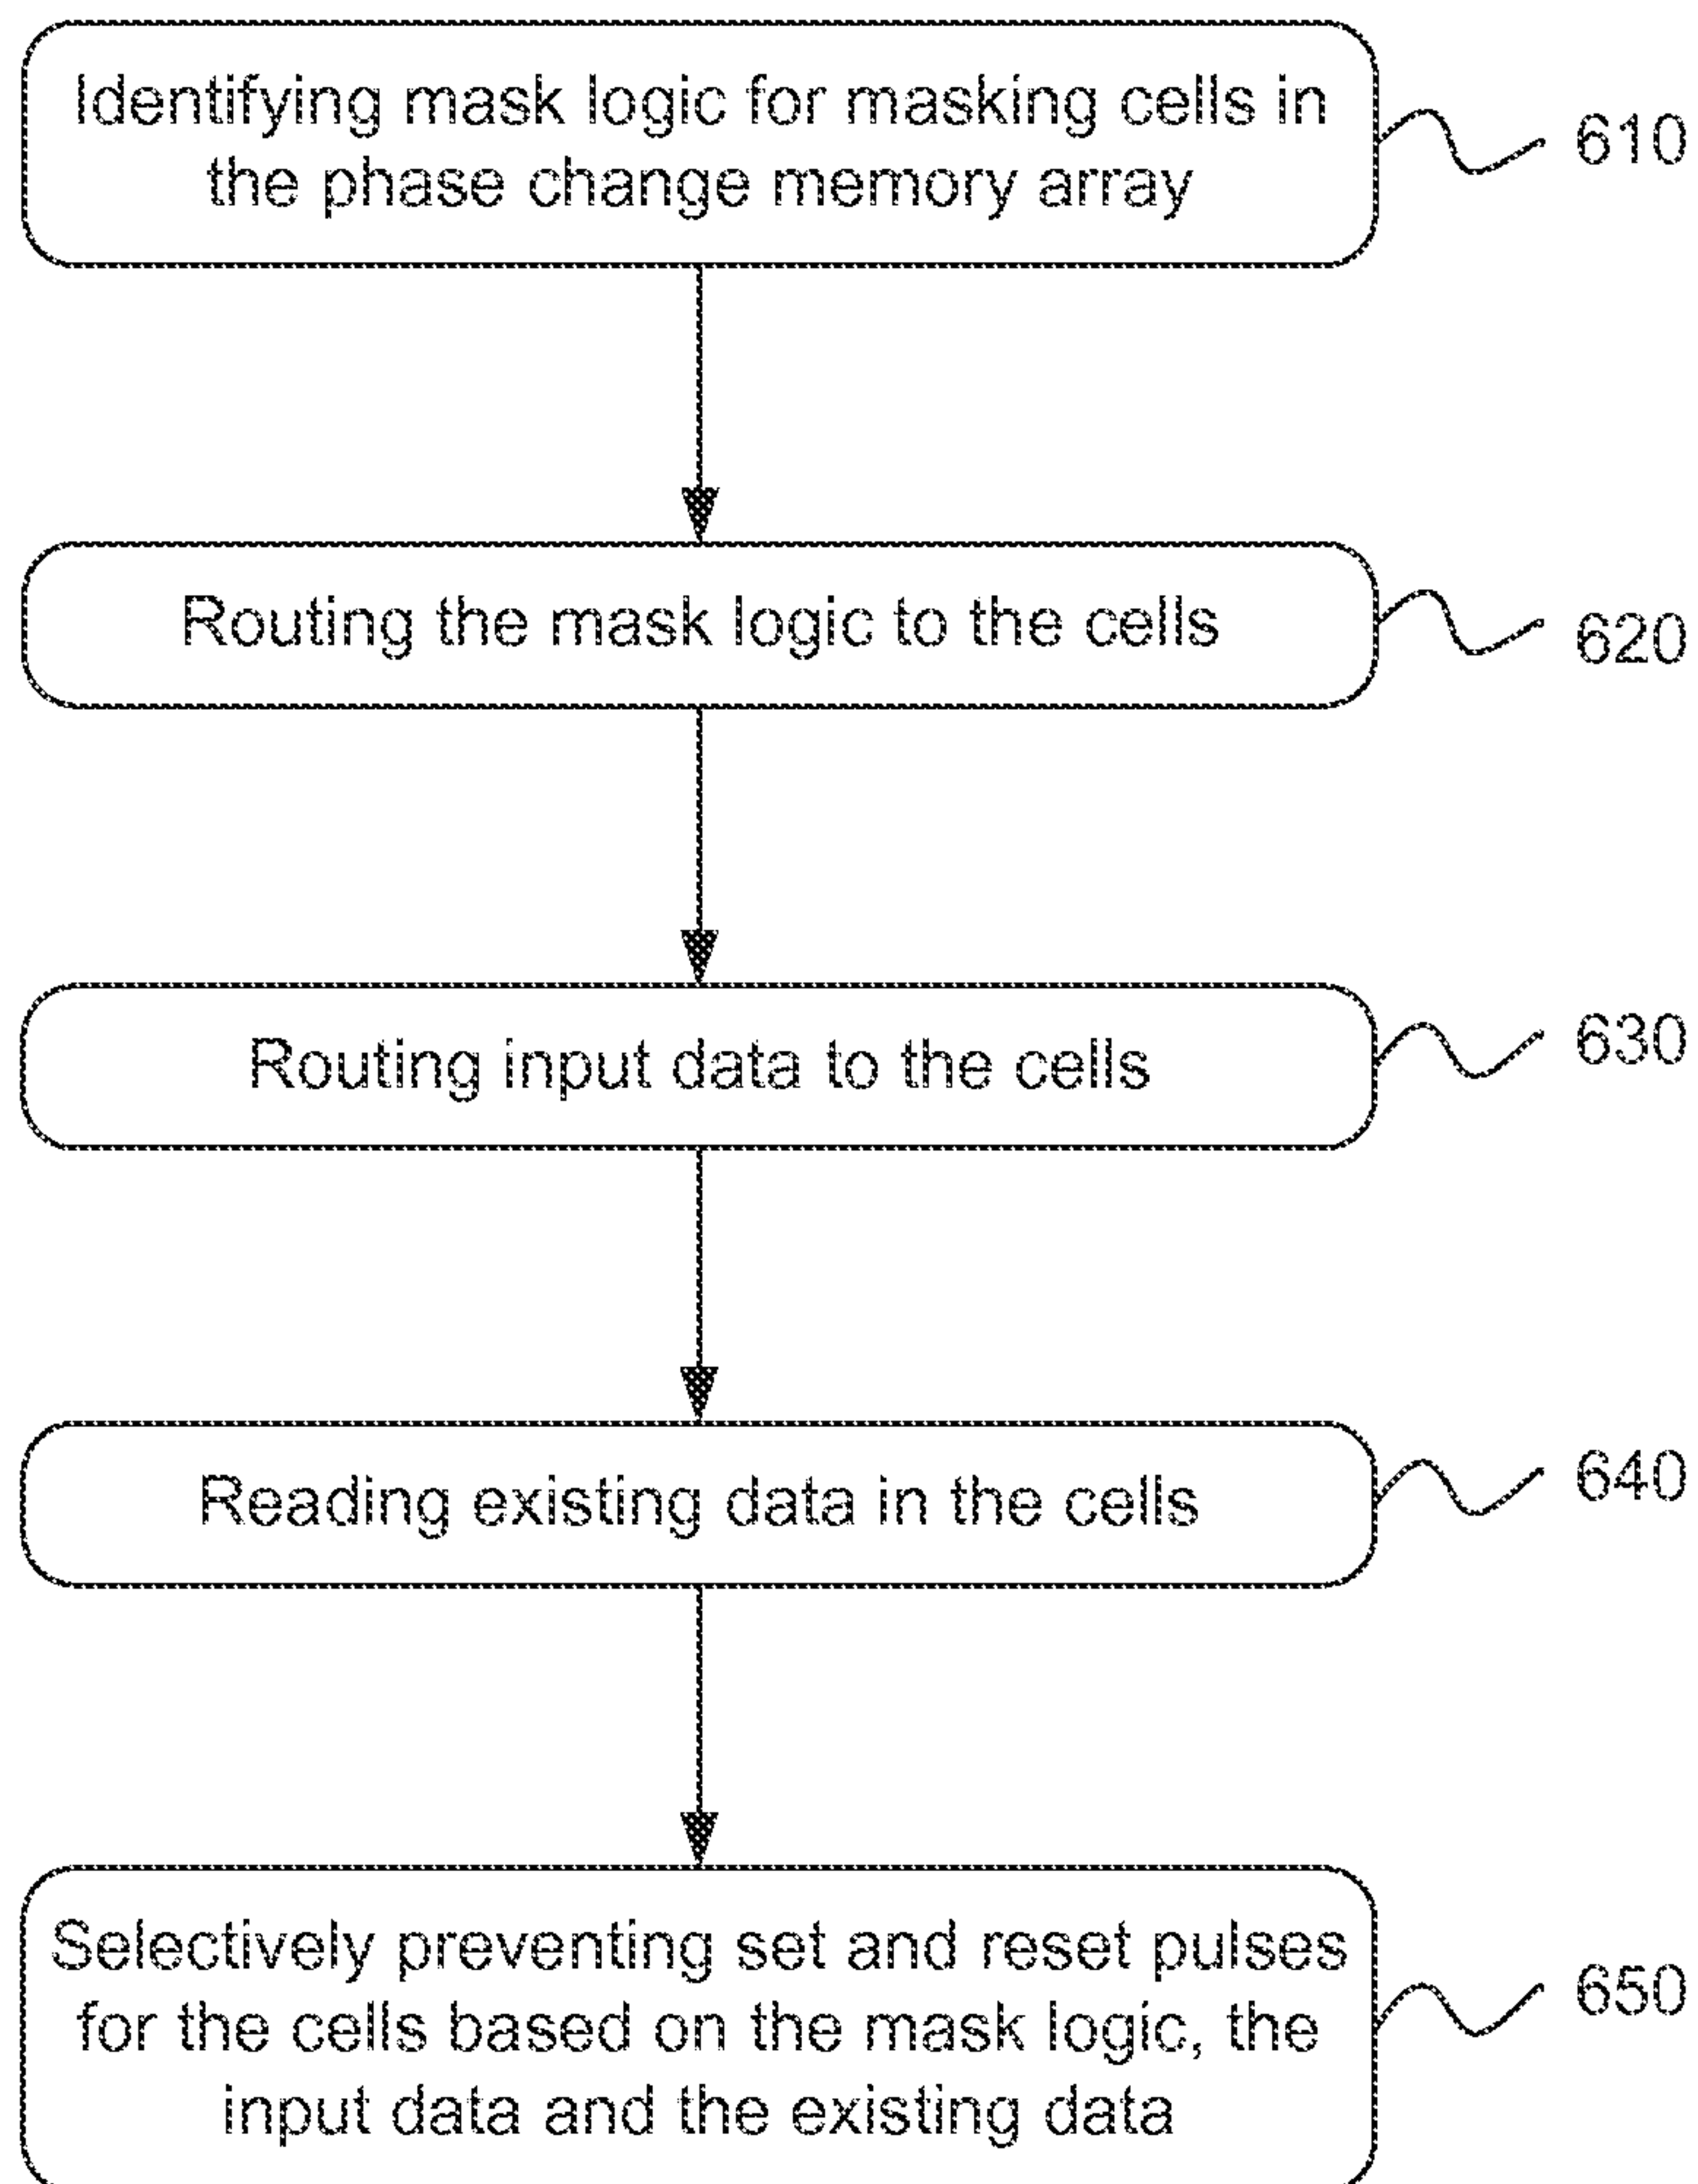 Identifying mask logic for masking cells in
the phase change memory array
610
Routing the mask logic to the cells
620
Routing input data to the cells
630
Reading existing data in the cells
640
Selectively preventing set and reset pulses
for the cells based on the mask logic, the
input data and the existing data
650